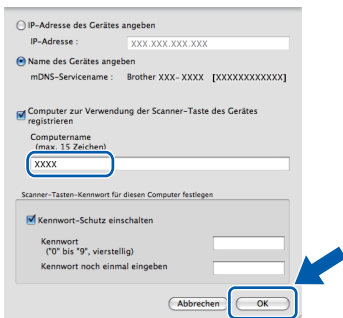 IP-Adresse des Gerätes angeben
IP-Adresse : XXX.XXX.XXX.XXX
Name des Gerätes angeben
mDNS-Servicename : Brother XXX- XXXX [XXXXXXXXXXXX]
Computer zur Verwendung der Scanner-Taste des Gerätes
registrieren
Computername
(max. 15 Zeichen)
XXXX
Scanner-Tasten-Kennwort für diesen Computer festlegen
Kennwort-Schutz einschalten
Kennwort
("0" bis "9", vierstellig)
Kennwort noch einmal eingeben
Abbrechen OK